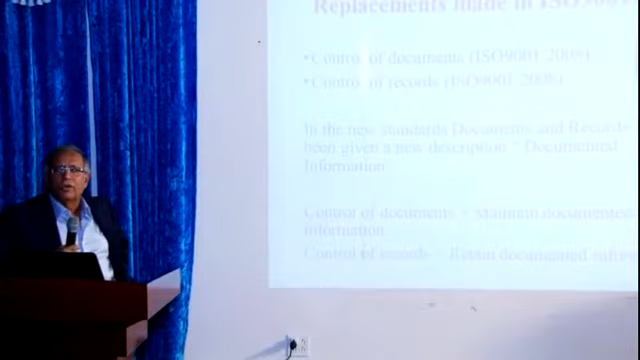 Replacements made in ISO9001
•Control of documents (ISO9001:2008)
•Control of records (ISO9001:2008)
In the new standards Documents and Records
been given a new description " Documented
Information
Control of documents = Maintain documented
information
Control of records = Retain documented